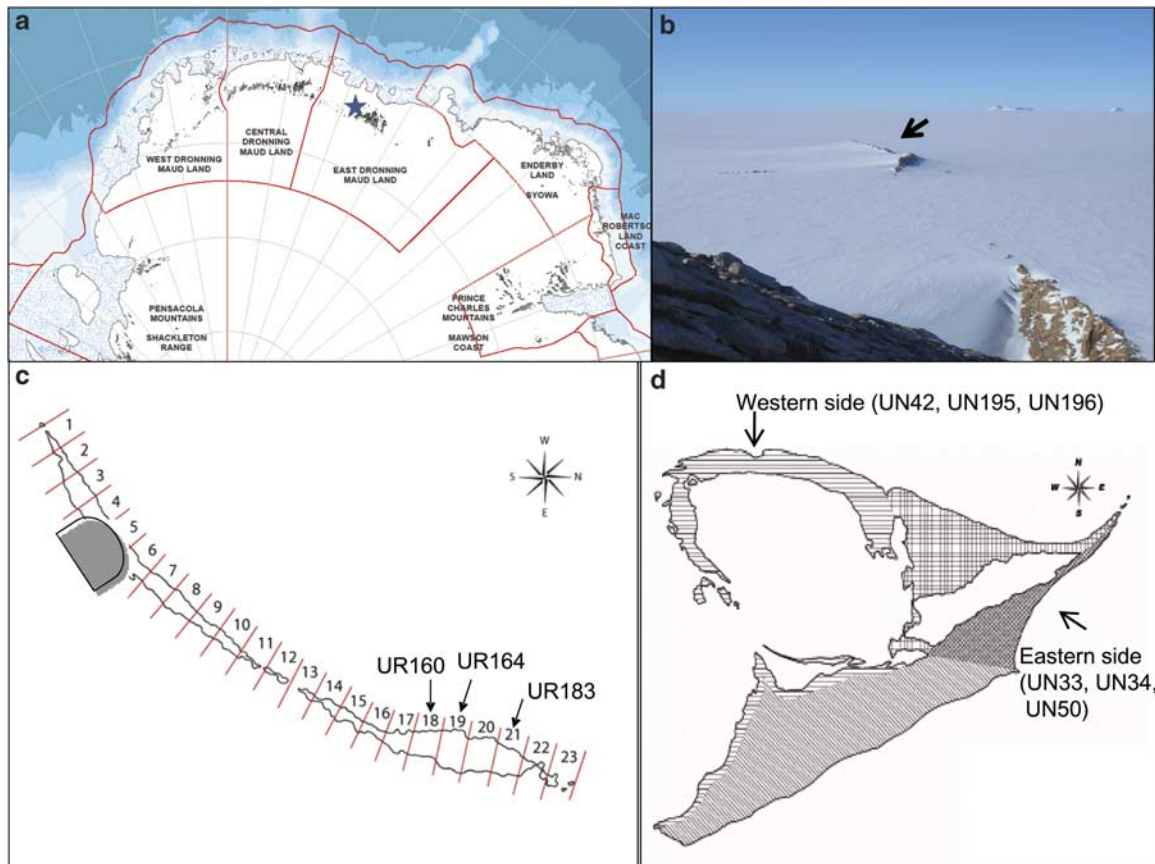 a
WEST DRONNING
MAUD LAND
CENTRAL
DRONNING
MAUD LAND
EAST DRONNING
MAUD LAND
ENDERBY
LAND
SYOWA
MAC
ROBERTSO
LAND
COAST
PENSACOLA
MOUNTAINS
SHACKLETON
RANGE
PRINCE
CHARLES
MOUNTAINS
MAWSON
COAST
b
c
1
2
3
4
5
6
7
8
9
10
11
12
13
14
15
16
17
18
19
20
21
22
23
UR160
UR164
UR183
W
S N
E
d
Western side (UN42, UN195, UN196)
N
W E
S
Eastern side
(UN33, UN34,
UN50)